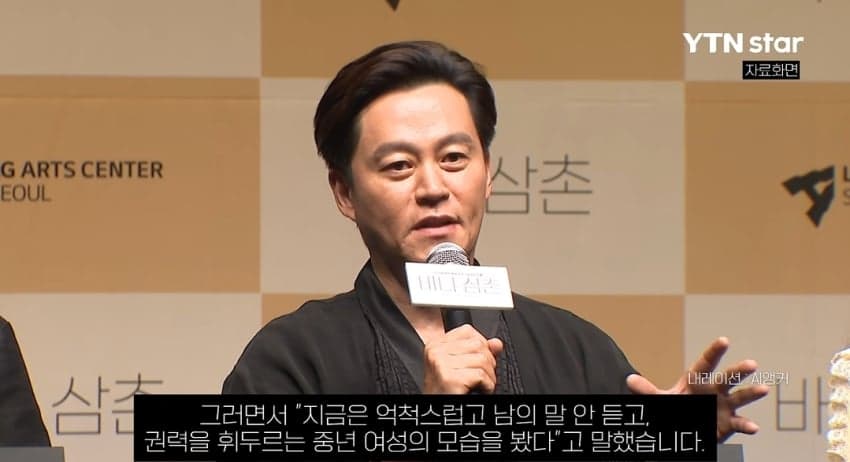 YTN star
자료화면
G ARTS CENTER
SEOUL
삼촌
바냐 삼촌
내레이션 : AI앵커
삼촌
그러면서 "지금은 억척스럽고 남의 말 안 듣고,
권력을 휘두르는 중년 여성의 모습을 봤다"고 말했습니다.